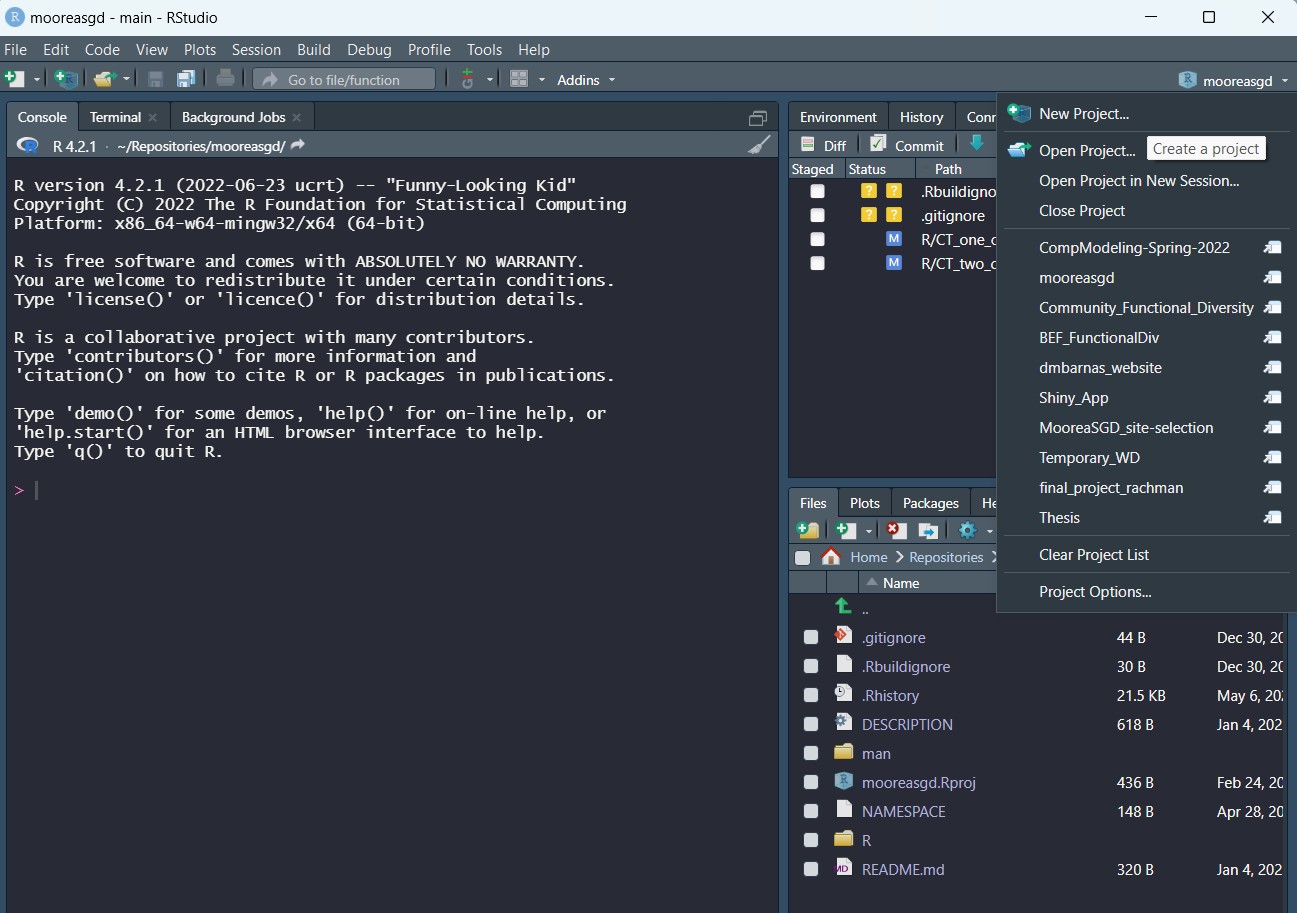 mooreasgd - main - RStudio
File Edit Code View Plots Session Build Debug Profile Tools Help
Go to file/function Addins mooreasgd
Console Terminal Background Jobs
R 4.2.1 · ~/Repositories/mooreasgd/
R version 4.2.1 (2022-06-23 ucrt) -- "Funny-Looking Kid"
Copyright (C) 2022 The R Foundation for Statistical Computing
Platform: x86_64-w64-mingw32/x64 (64-bit)
R is free software and comes with ABSOLUTELY NO WARRANTY.
You are welcome to redistribute it under certain conditions.
Type 'license()' or 'licence()' for distribution details.
R is a collaborative project with many contributors.
Type 'contributors()' for more information and
'citation()' on how to cite R or R packages in publications.
Type 'demo()' for some demos, 'help()' for on-line help, or
'help.start()' for an HTML browser interface to help.
Type 'q()' to quit R.
>
Environment History Conn
Diff Commit
Staged Status Path
? ? .Rbuildigno
? ? .gitignore
M R/CT_one_c
M R/CT_two_c
New Project...
Open Project... Create a project
Open Project in New Session...
Close Project
CompModeling-Spring-2022
mooreasgd
Community_Functional_Diversity
BEF_FunctionalDiv
dmbarnas_website
Shiny_App
MooreaSGD_site-selection
Temporary_WD
final_project_rachman
Thesis
Clear Project List
Project Options...
Files Plots Packages He
Home Repositories
Name
..
.gitignore 44 B Dec 30, 20
.Rbuildignore 30 B Dec 30, 20
.Rhistory 21.5 KB May 6, 20
DESCRIPTION 618 B Jan 4, 202
man
mooreasgd.Rproj 436 B Feb 24, 20
NAMESPACE 148 B Apr 28, 20
R
README.md 320 B Jan 4, 202